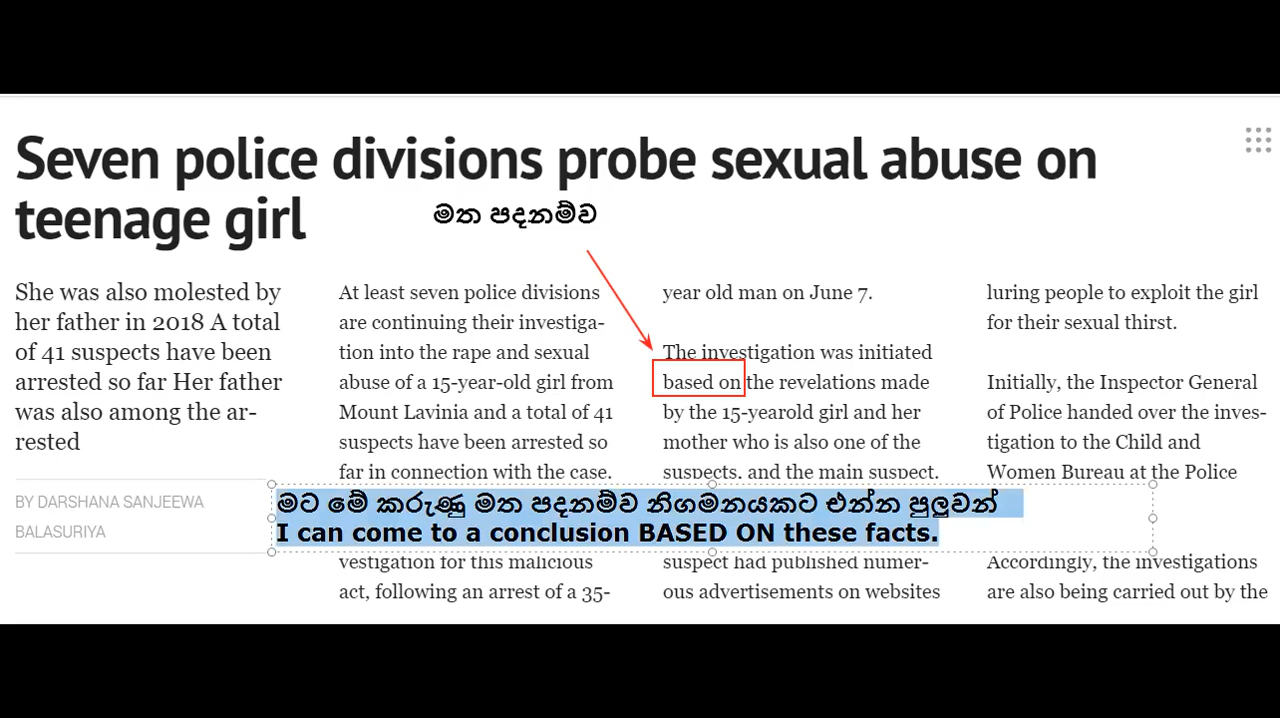 Seven police divisions probe sexual abuse on
teenage girl
මත පදනම්ව
She was also molested by
her father in 2018 A total
of 41 suspects have been
arrested so far Her father
was also among the ar-
rested
BY DARSHANA SANJEEWA
BALASURIYA
At least seven police divisions
are continuing their investiga-
tion into the rape and sexual
abuse of a 15-year-old girl from
Mount Lavinia and a total of 41
suspects have been arrested so
far in connection with the case.
vestigation for this malicious
act, following an arrest of a 35-
year old man on June 7.
The investigation was initiated
based on the revelations made
by the 15-yearold girl and her
mother who is also one of the
suspects, and the main suspect.
suspect had published numer-
ous advertisements on websites
luring people to exploit the girl
for their sexual thirst.
Initially, the Inspector General
of Police handed over the inves-
tigation to the Child and
Women Bureau at the Police
Accordingly, the investigations
are also being carried out by the
මට මේ කරුණු මත පදනම්ව නිගමනයකට එන්න පුලුවන්
I can come to a conclusion BASED ON these facts.